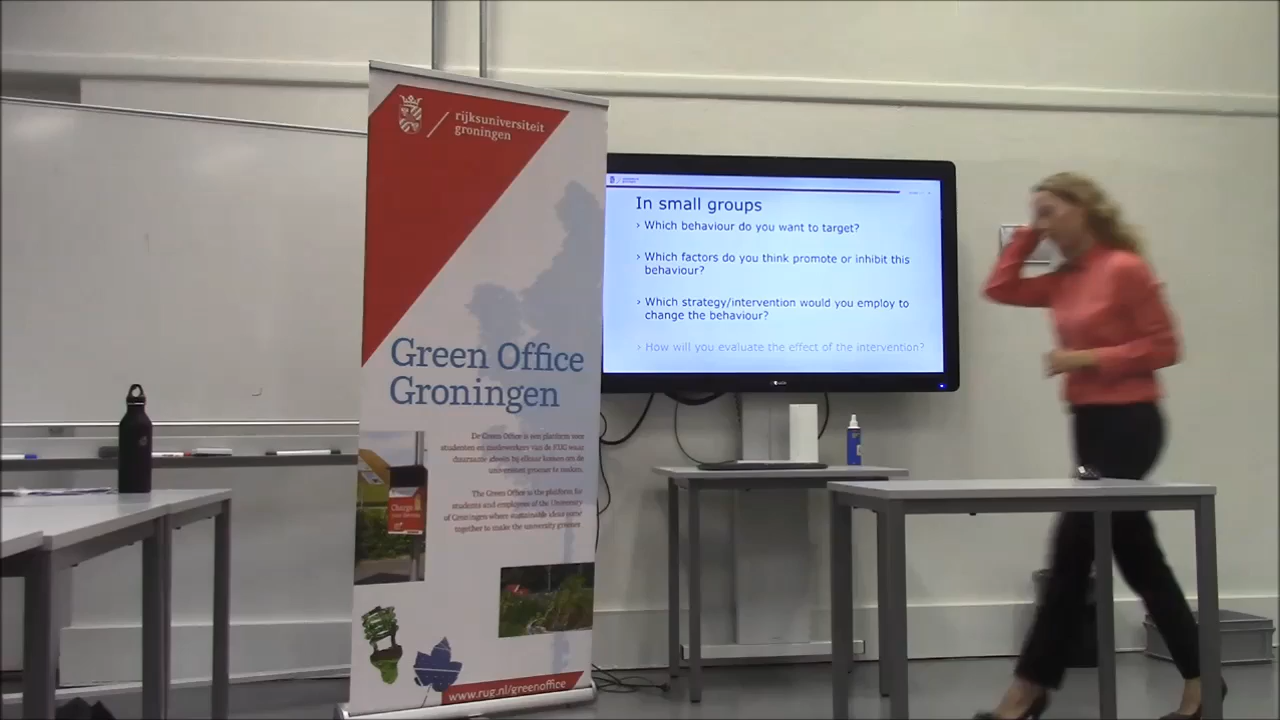 rijksuniversiteit
groningen
Green Office
Groningen
De Green Office is een platform voor
studenten en medewerkers van de RUG waar
duurzame ideeën bij elkaar komen om de
universiteit groener te maken.
The Green Office is the platform for
students and employees of the University
of Groningen where sustainable ideas come
together to make the university greener
Charge
www.rug.nl/greenoffice
In small groups
› Which behaviour do you want to target?
› Which factors do you think promote or inhibit this
behaviour?
› Which strategy/intervention would you employ to
change the behaviour?
› How will you evaluate the effect of the intervention?